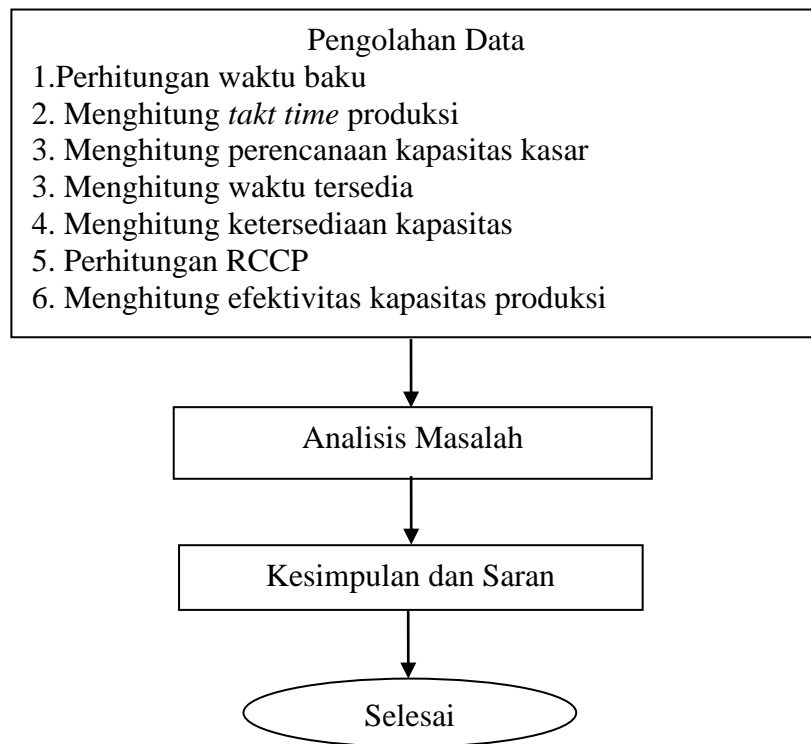 Pengolahan Data
1.Perhitungan waktu baku
2. Menghitung takt time produksi
3. Menghitung perencanaan kapasitas kasar
3. Menghitung waktu tersedia
4. Menghitung ketersediaan kapasitas
5. Perhitungan RCCP
6. Menghitung efektivitas kapasitas produksi
Analisis Masalah
Kesimpulan dan Saran
Selesai